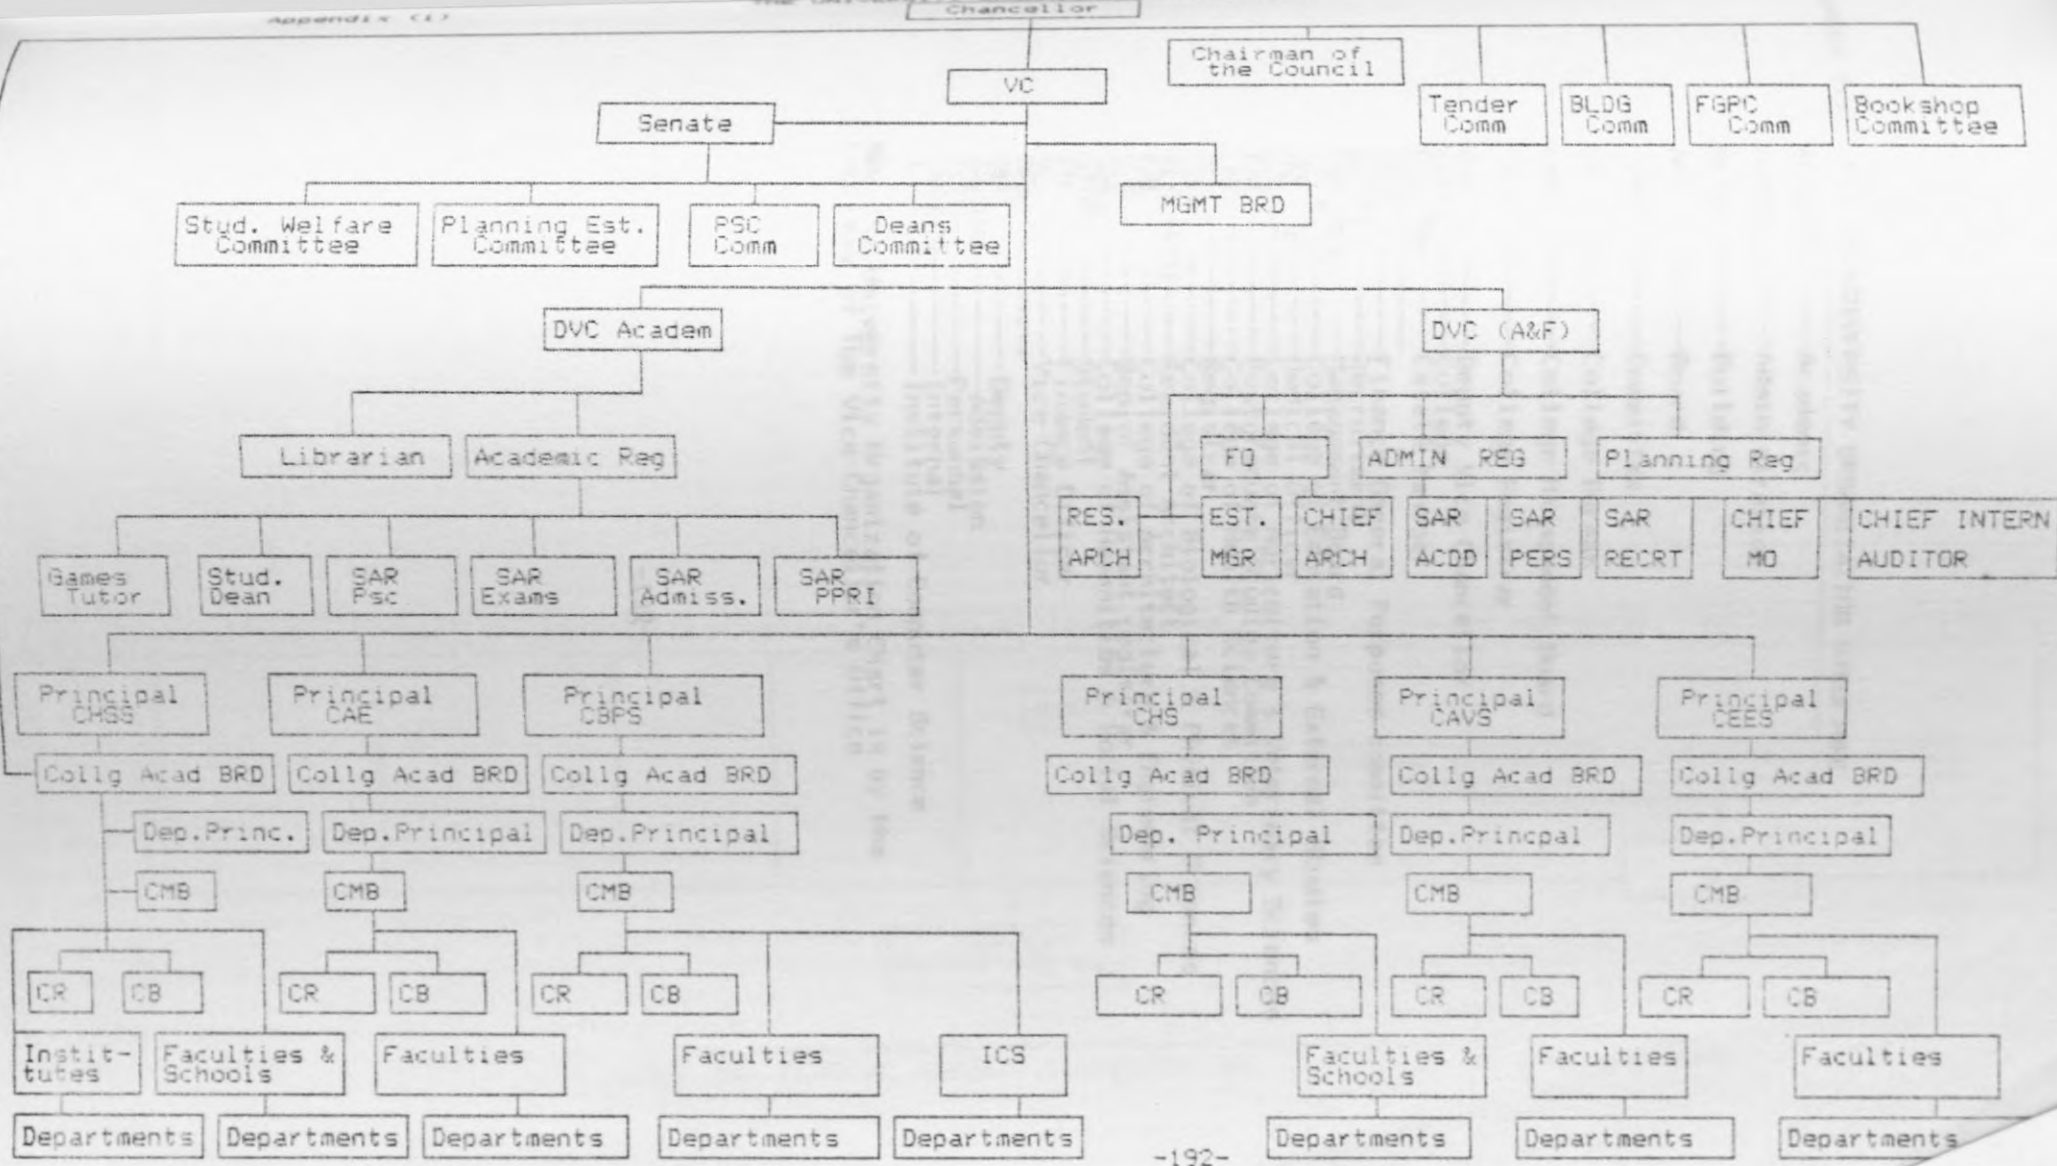 Appendix (i)
Chancellor
Chairman of
the Council
VC
Tender
Comm
BLDG
Comm
FGPC
Comm
Bookshop
Committee
Senate
MGMT BRD
Stud. Welfare
Committee
Planning Est.
Committee
PSC
Comm
Deans
Committee
DVC Academ
DVC (A&F)
Librarian
Academic Reg
FO
ADMIN REG
Planning Reg
RES.
ARCH
EST.
MGR
CHIEF
ARCH
SAR
ACDD
SAR
PERS
SAR
RECRT
CHIEF
MO
CHIEF INTERN
AUDITOR
Games
Tutor
Stud.
Dean
SAR
Psc
SAR
Exams
SAR
Admiss.
SAR
PPRI
Principal
CHSS
Principal
CAE
Principal
CBPS
Principal
CHS
Principal
CAVS
Principal
CEES
Collg Acad BRD
Collg Acad BRD
Collg Acad BRD
Collg Acad BRD
Collg Acad BRD
Collg Acad BRD
Dep.Princ.
Dep.Principal
Dep.Principal
Dep. Principal
Dep.Princpal
Dep.Principal
CMB
CMB
CMB
CMB
CMB
CMB
CR
CB
CR
CB
CR
CB
CR
CB
CR
CB
CR
CB
Instit-
tutes
Faculties &
Schools
Faculties
Faculties
ICS
Faculties &
Schools
Faculties
Faculties
Departments
Departments
Departments
Departments
Departments
Departments
Departments
Departments
-192-